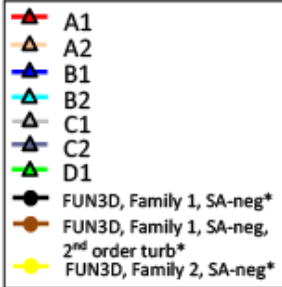 A1
A2
B1
B2
C1
C2
D1
FUN3D, Family 1, SA-neg*
FUN3D, Family 1, SA-neg,
2nd order turb*
FUN3D, Family 2, SA-neg*